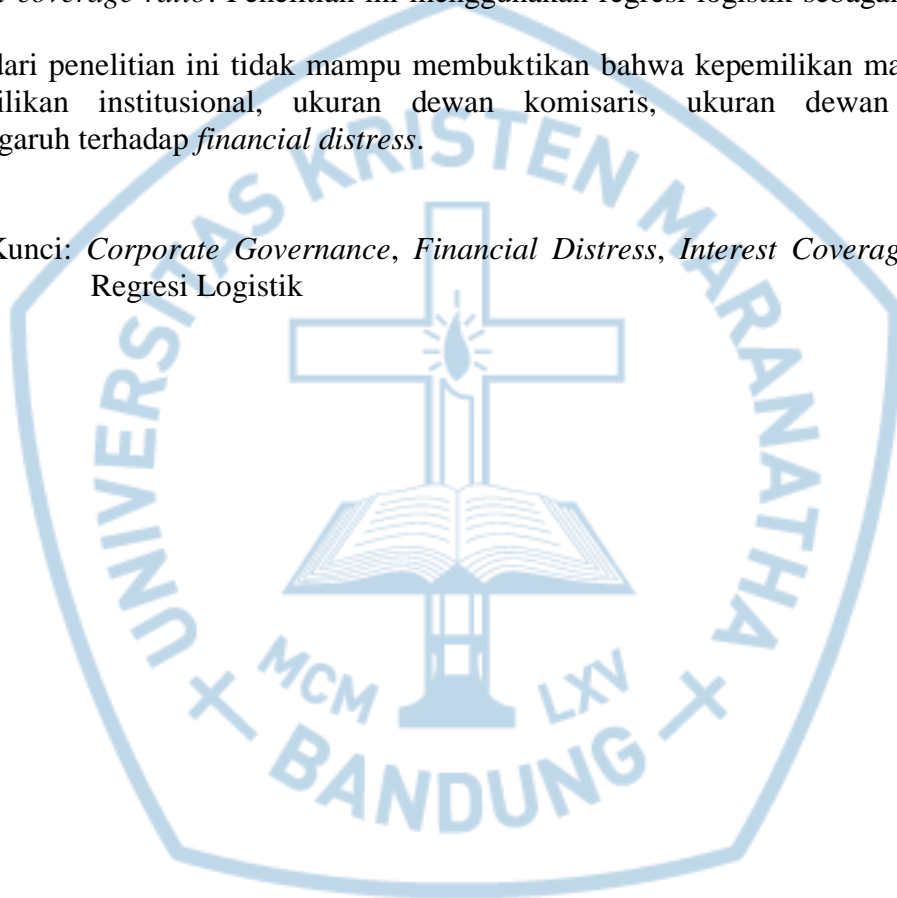 coverage ratio. Penelitian ini menggunakan regresi logistik sebagai
dari penelitian ini tidak mampu membuktikan bahwa kepemilikan ma
ilikan institusional, ukuran dewan komisaris, ukuran dewan
garuh terhadap financial distress.
Kunci: Corporate Governance, Financial Distress, Interest Coverag
Regresi Logistik
UNIVERSITAS KRISTEN MARANATHA
MCM LXV
BANDUNG